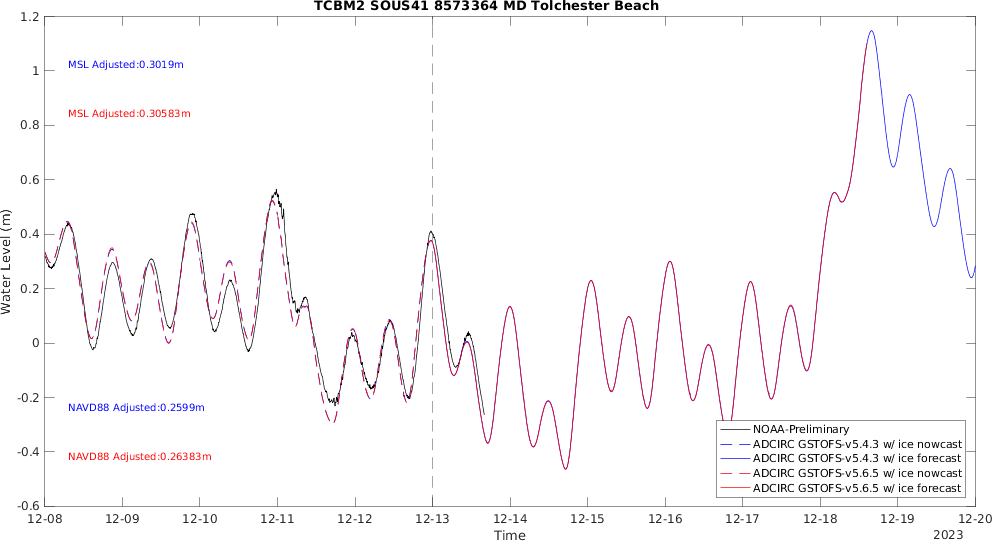 TCBM2 SOUS41 8573364 MD Tolchester Beach
Water Level (m)
1.2
1
0.8
0.6
0.4
0.2
0
-0.2
-0.4
-0.6
MSL Adjusted:0.3019m
MSL Adjusted:0.30583m
NAVD88 Adjusted:0.2599m
NAVD88 Adjusted:0.26383m
NOAA-Preliminary
ADCIRC GSTOFS-v5.4.3 w/ ice nowcast
ADCIRC GSTOFS-v5.4.3 w/ ice forecast
ADCIRC GSTOFS-v5.6.5 w/ ice nowcast
ADCIRC GSTOFS-v5.6.5 w/ ice forecast
12-08 12-09 12-10 12-11 12-12 12-13 12-14 12-15 12-16 12-17 12-18 12-19 12-20
Time
2023